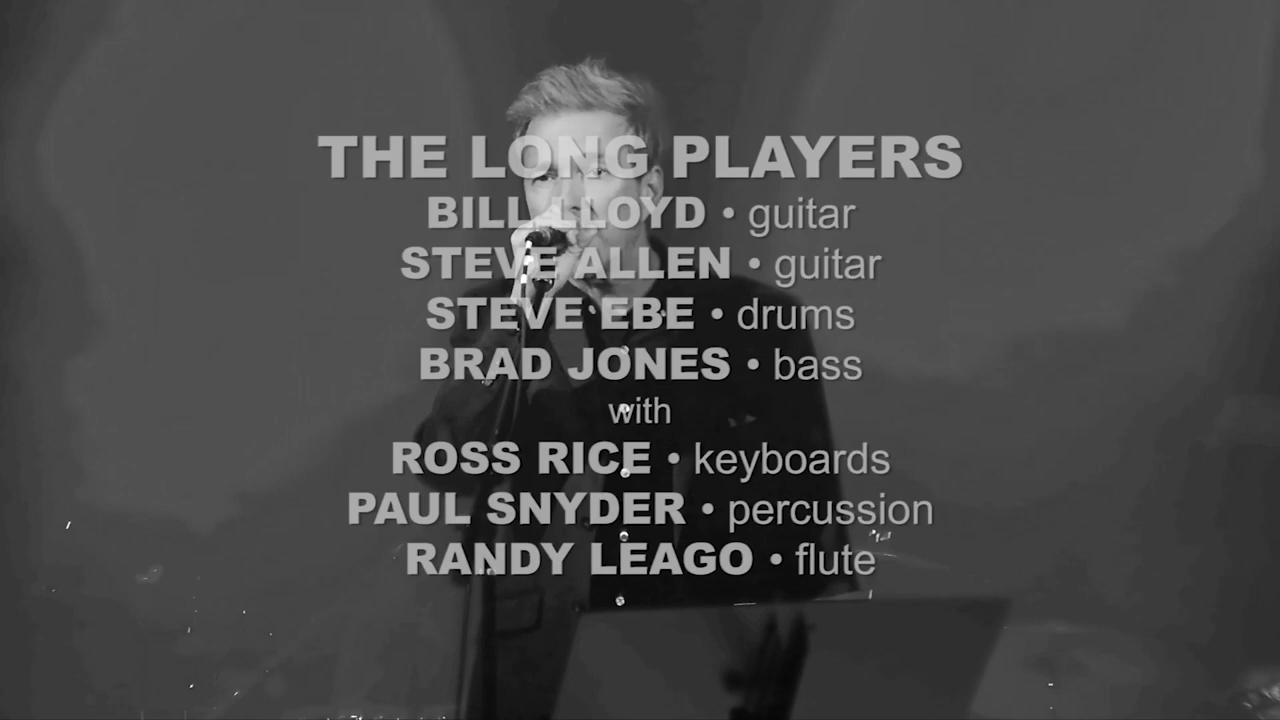 THE LONG PLAYERS
BILL LLOYD • guitar
STEVE ALLEN • guitar
STEVE EBE • drums
BRAD JONES • bass
with
ROSS RICE • keyboards
PAUL SNYDER • percussion
RANDY LEAGO • flute